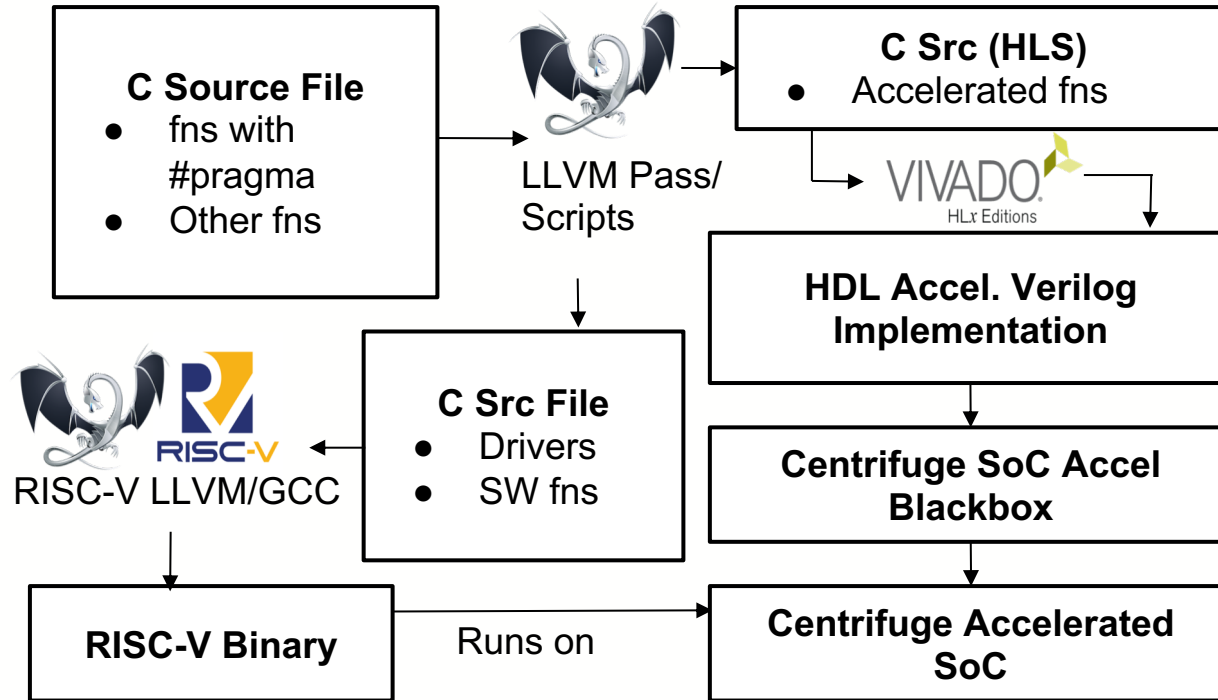 C Source File
● fns with
#pragma
● Other fns
LLVM Pass/
Scripts
C Src (HLS)
● Accelerated fns
VIVADO.
HLx Editions
HDL Accel. Verilog
Implementation
C Src File
● Drivers
● SW fns
RISC-V
RISC-V LLVM/GCC
Centrifuge SoC Accel
Blackbox
RISC-V Binary
Runs on
Centrifuge Accelerated
SoC